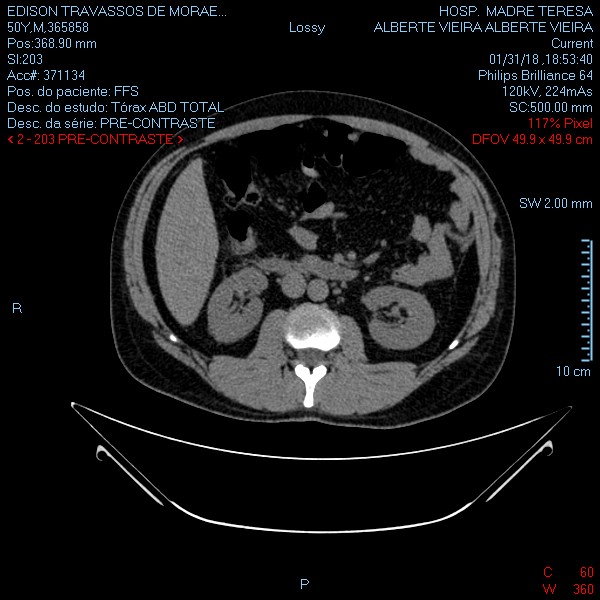 EDISON TRAVASSOS DE MORAE...
50Y,M,365858
Pos:368.90 mm
SI:203
Acc#: 371134
Pos. do paciente: FFS
Desc. do estudo: Tórax ABD TOTAL
Desc. da série: PRE-CONTRASTE
< 2 - 203 PRE-CONTRASTE >
Lossy
HOSP. MADRE TERESA
ALBERTE VIEIRA ALBERTE VIEIRA
Current
01/31/18 ,18:53:40
Philips Brilliance 64
120kV, 224mAs
SC:500.00 mm
117% Pixel
DFOV 49.9 x 49.9 cm
SW 2.00 mm
R
10 cm
P
C 60
W 360